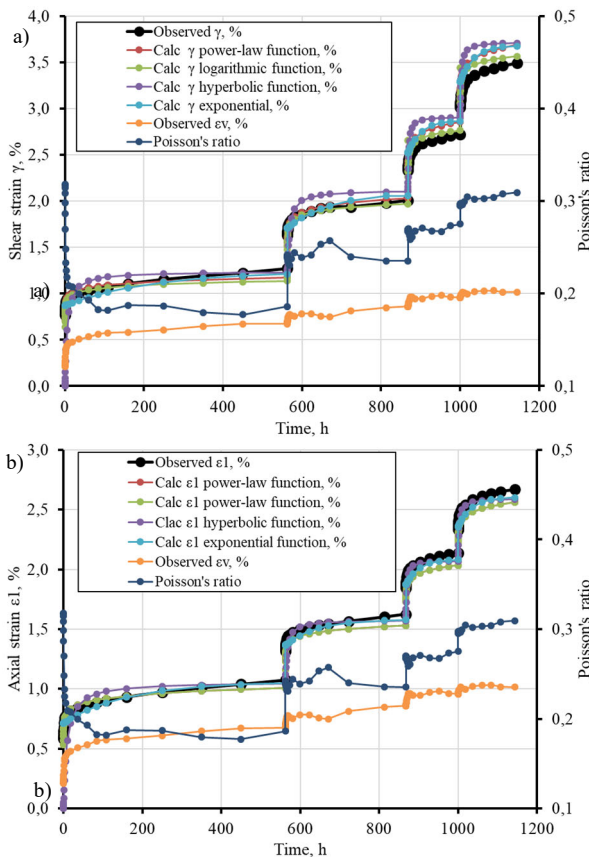 a)
4,0
3,5
3,0
2,5
2,0
1,5
1,0
0,5
0,0
Shear strain γ, %
a)
Observed γ, %
Calc γ power-law function, %
Calc γ logarithmic function, %
Calc γ hyperbolic function, %
Calc γ exponential, %
Observed εv, %
Poisson's ratio
0,5
0,4
0,3
0,2
0,1
Poisson's ratio
0 200 400 600 800 1000 1200
Time, h
b)
3,0
2,5
2,0
1,5
1,0
0,5
0,0
Axial strain ε1, %
b)
Observed ε1, %
Calc ε1 power-law function, %
Calc ε1 power-law function, %
Clac ε1 hyperbolic function, %
Calc ε1 exponential function, %
Observed εv, %
Poisson's ratio
0,5
0,4
0,3
0,2
0,1
Poisson's ratio
0 200 400 600 800 1000 1200
Time, h